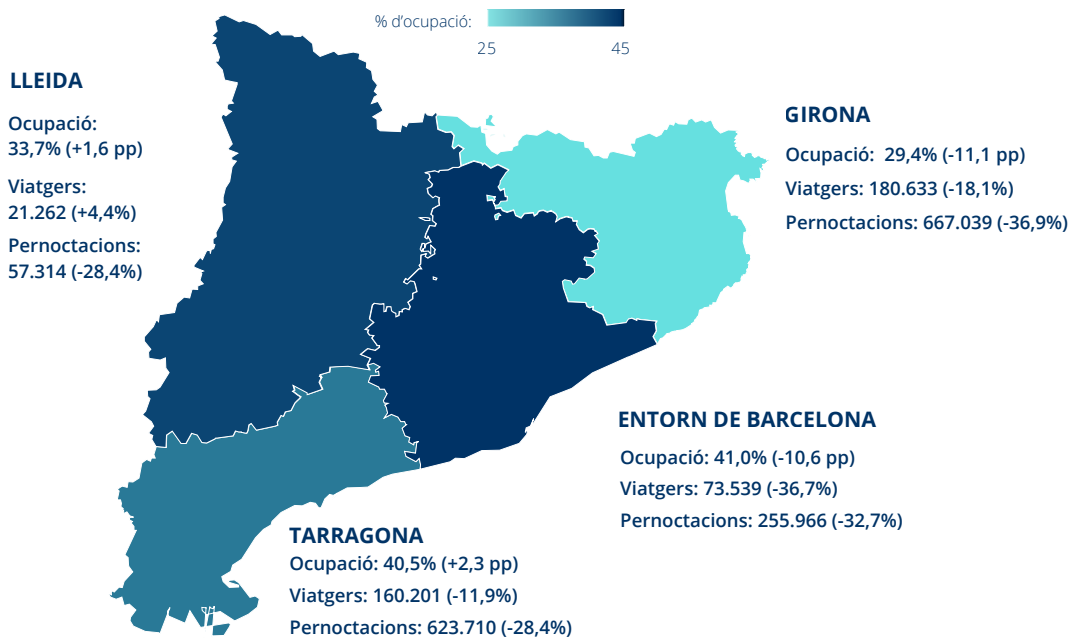 % d'ocupació:
25 45
LLEIDA
Ocupació:
33,7% (+1,6 pp)
Viatgers:
21.262 (+4,4%)
Pernoctacions:
57.314 (-28,4%)
GIRONA
Ocupació: 29,4% (-11,1 pp)
Viatgers: 180.633 (-18,1%)
Pernoctacions: 667.039 (-36,9%)
ENTORN DE BARCELONA
Ocupació: 41,0% (-10,6 pp)
Viatgers: 73.539 (-36,7%)
Pernoctacions: 255.966 (-32,7%)
TARRAGONA
Ocupació: 40,5% (+2,3 pp)
Viatgers: 160.201 (-11,9%)
Pernoctacions: 623.710 (-28,4%)